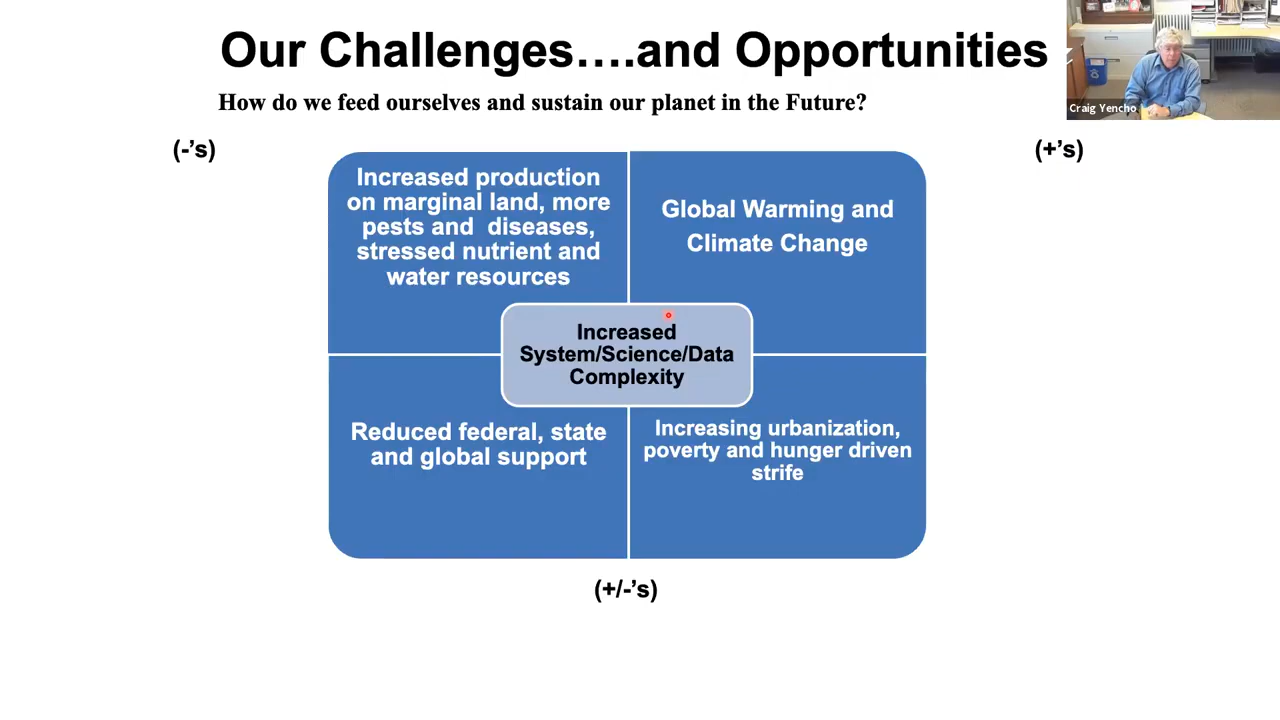 Our Challenges….and Opportunities
How do we feed ourselves and sustain our planet in the Future?
Craig Yencho
(-’s)
(+’s)
Increased production
on marginal land, more
pests and diseases,
stressed nutrient and
water resources
Global Warming and
Climate Change
Increased
System/Science/Data
Complexity
Reduced federal, state
and global support
Increasing urbanization,
poverty and hunger driven
strife
(+/-’s)